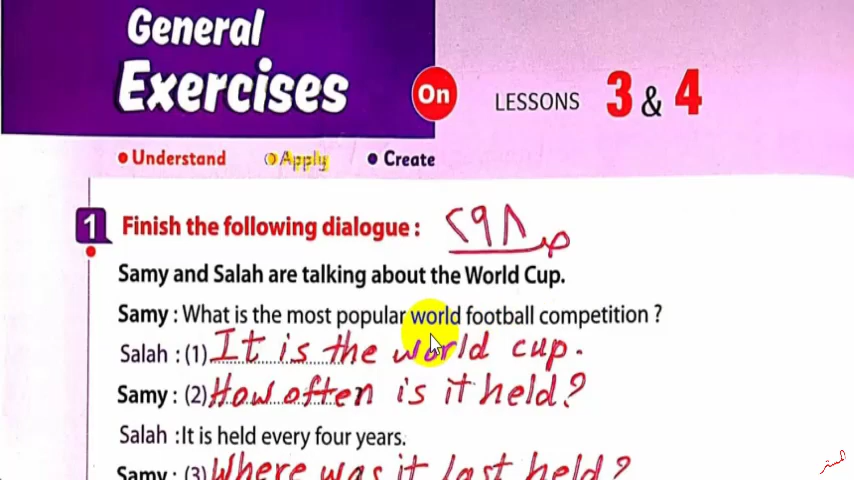 General
Exercises
On
LESSONS 3 & 4
Understand Apply Create
1 Finish the following dialogue : ص ٢٩٨
Samy and Salah are talking about the World Cup.
Samy : What is the most popular world football competition ?
Salah : (1) It is the world cup.
Samy : (2) How often is it held?
Salah : It is held every four years.
Samy : (3) Where was it last held?